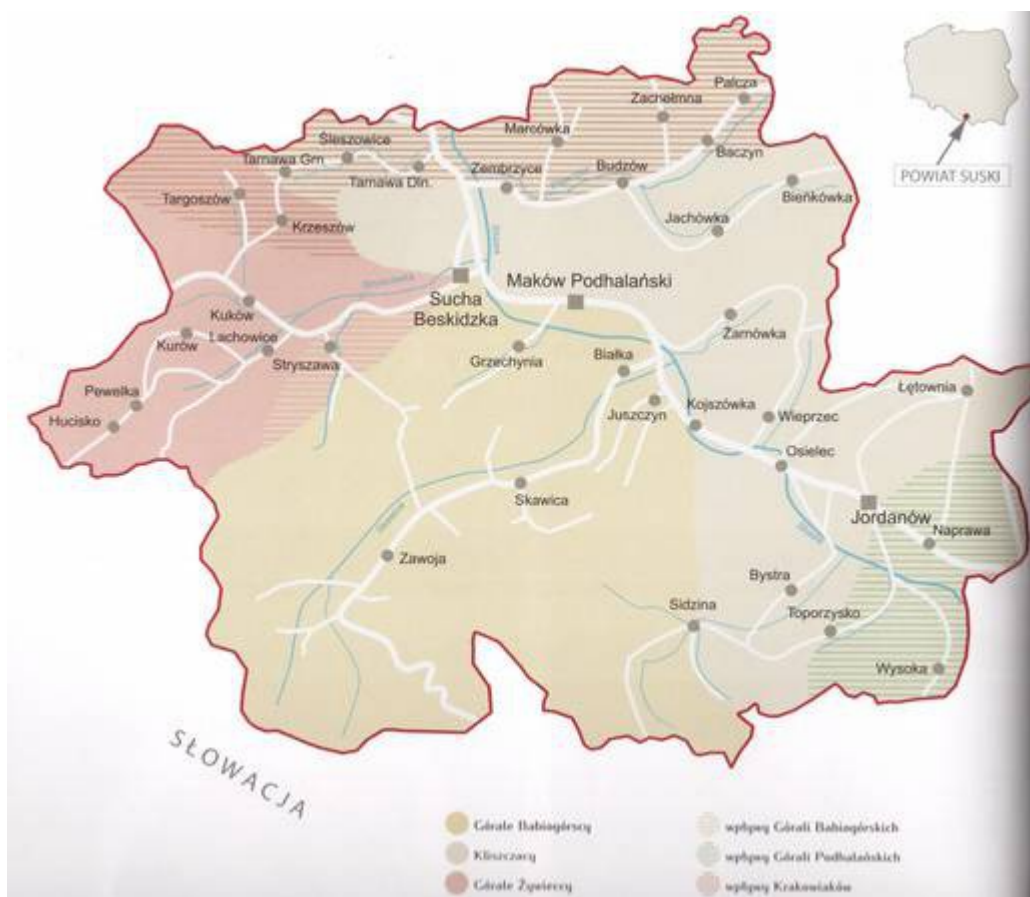 Palcza
Zachełmna
Marcówka
Śleszowice
Baczyn
Tarnawa Grn.
Zembrzyce
Budzów
Tarnawa Dln.
POWIAT SUSKI
Bieńkówka
Targoszów
Jachówka
Krzeszów
Maków Podhalański
Sucha
Beskidzka
Kuków
Żarnówka
Lachowice
Kurów
Stryszawa
Grzechynia
Białka
Pewelka
Łętownia
Juszczyn
Kojszówka
Wieprzec
Hucisko
Osielec
Skawica
Jordanów
Naprawa
Zawoja
Bystra
Sidzina
Toporzysko
Wysoka
SŁOWACJA
Górale Babiogórscy
Kliszczacy
Górale Żywieccy
wpływy Górali Babiogórskich
wpływy Górali Podhalańskich
wpływy Krakowiaków